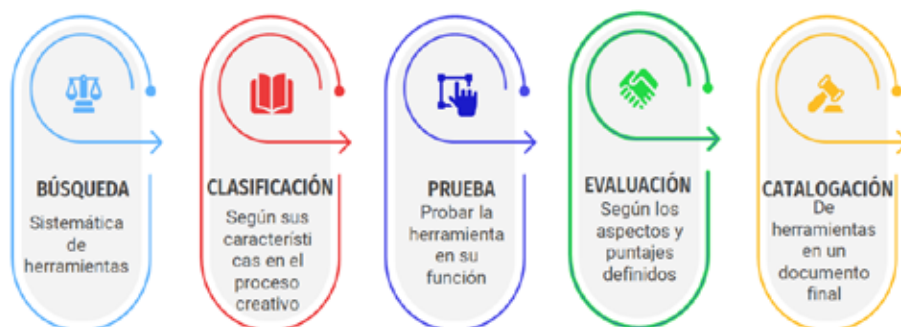 BÚSQUEDA
Sistemática
de
herramientas
CLASIFICACIÓN
Según sus
característi
cas en el
proceso
creativo
PRUEBA
Probar la
herramienta
en su
función
EVALUACIÓN
Según los
aspectos y
puntajes
definidos
CATALOGACIÓN
De
herramientas
en un
documento
final